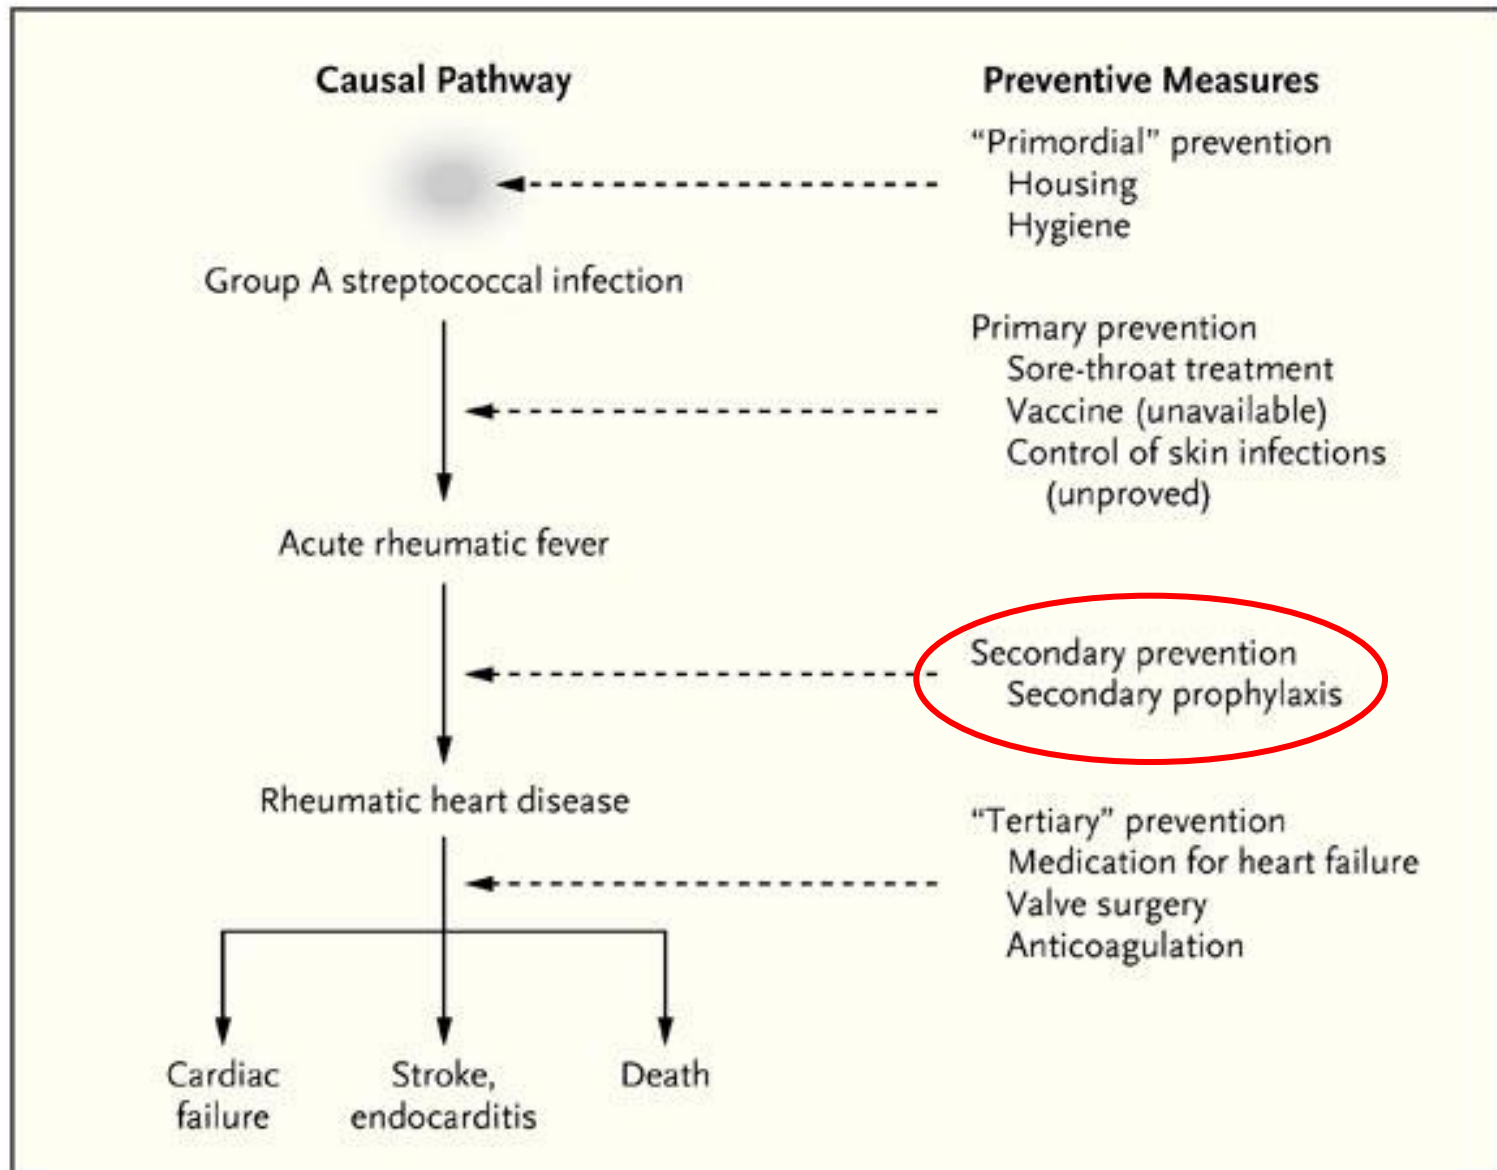 Causal Pathway
Preventive Measures
“Primordial” prevention
Housing
Hygiene
Group A streptococcal infection
Primary prevention
Sore-throat treatment
Vaccine (unavailable)
Control of skin infections
(unproved)
Acute rheumatic fever
Secondary prevention
Secondary prophylaxis
Rheumatic heart disease
“Tertiary” prevention
Medication for heart failure
Valve surgery
Anticoagulation
Cardiac
failure
Stroke,
endocarditis
Death